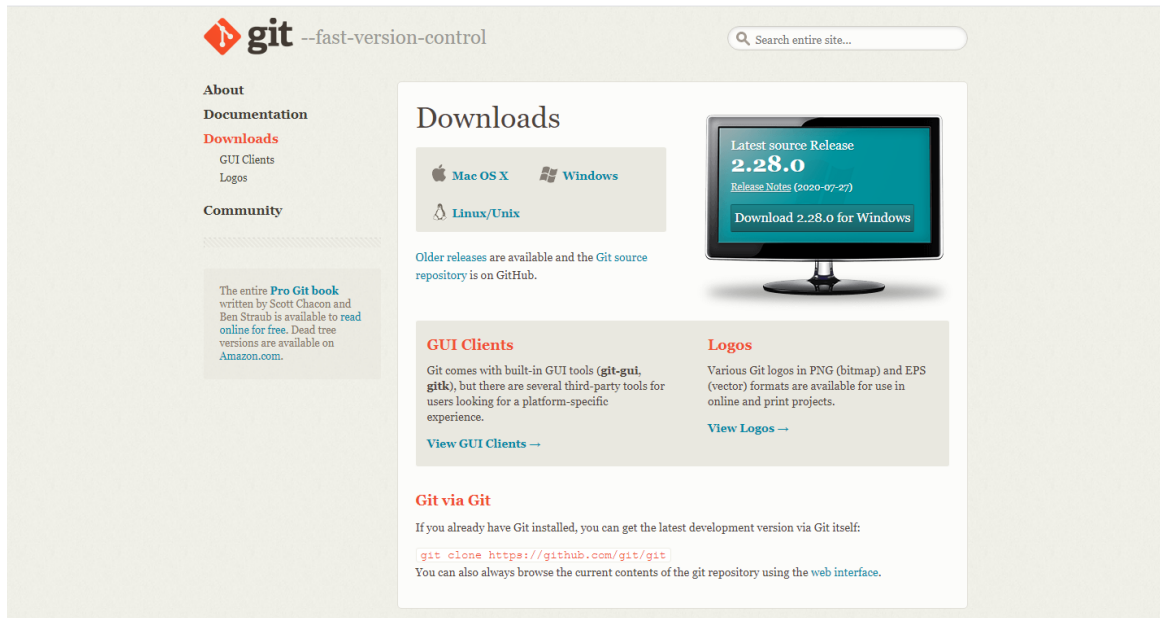 git --fast-version-control
Search entire site...
About
Documentation
Downloads
GUI Clients
Logos
Community
The entire Pro Git book
written by Scott Chacon and
Ben Straub is available to read
online for free. Dead tree
versions are available on
Amazon.com.
Downloads
Mac OS X
Windows
Linux/Unix
Older releases are available and the Git source
repository is on GitHub.
Latest source Release
2.28.0
Release Notes (2020-07-27)
Download 2.28.0 for Windows
GUI Clients
Git comes with built-in GUI tools (git-gui,
gitk), but there are several third-party tools for
users looking for a platform-specific
experience.
View GUI Clients →
Logos
Various Git logos in PNG (bitmap) and EPS
(vector) formats are available for use in
online and print projects.
View Logos →
Git via Git
If you already have Git installed, you can get the latest development version via Git itself:
git clone https://github.com/git/git
You can also always browse the current contents of the git repository using the web interface.